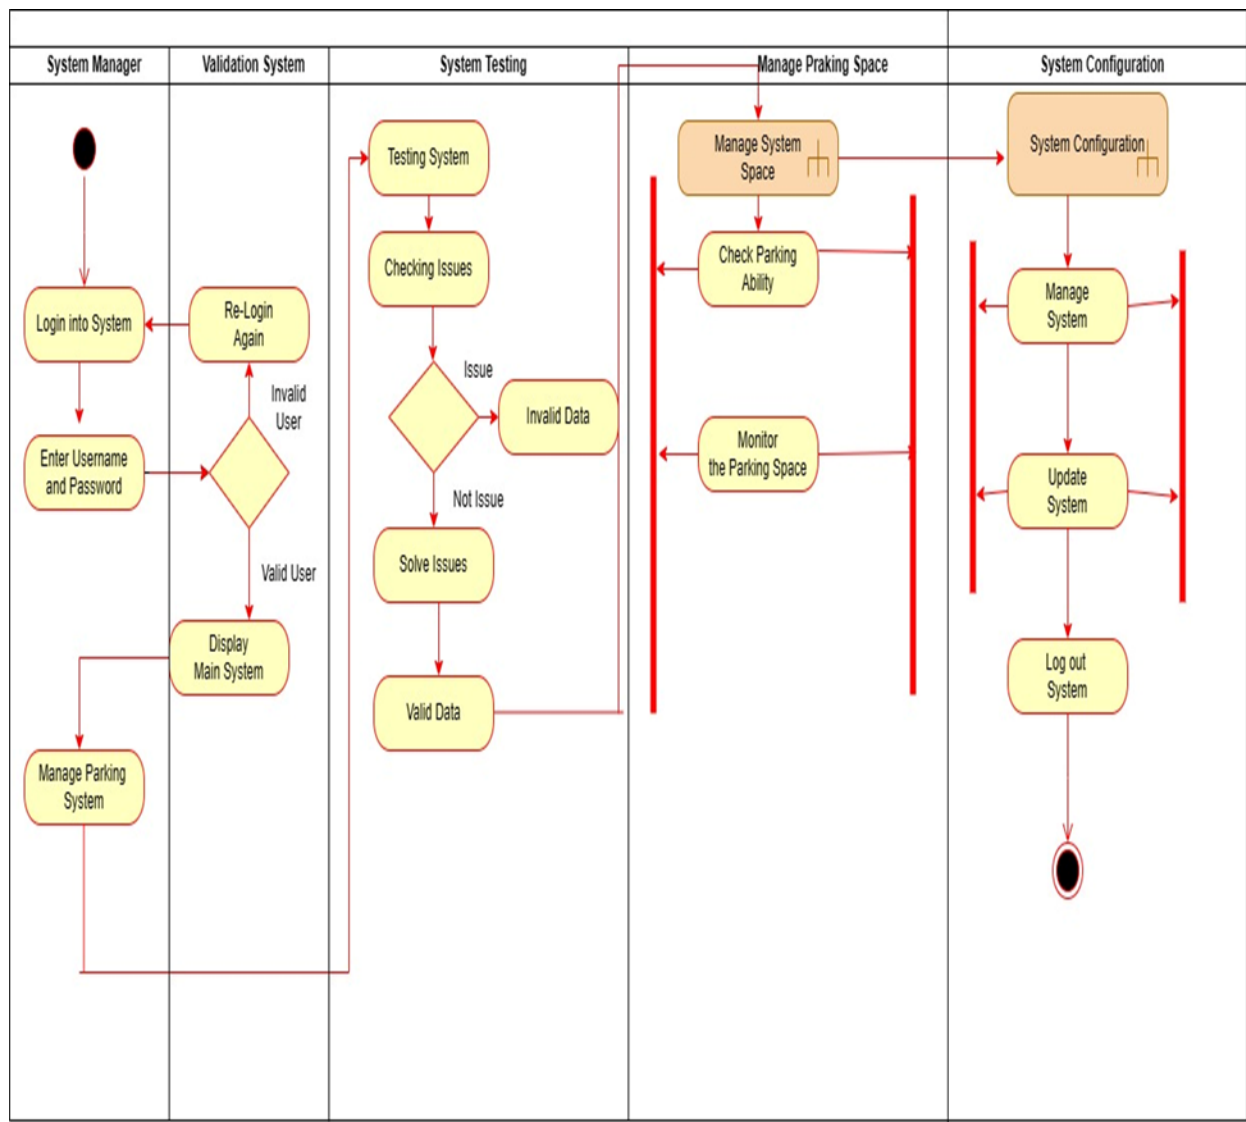 System Manager
Validation System
System Testing
Manage Praking Space
System Configuration
Login into System
Enter Username
and Password
Manage Parking
System
Re-Login
Again
Invalid
User
Valid User
Display
Main System
Testing System
Checking Issues
Issue
Invalid Data
Not Issue
Solve Issues
Valid Data
Manage System
Space
Check Parking
Ability
Monitor
the Parking Space
System Configuration
Manage
System
Update
System
Log out
System